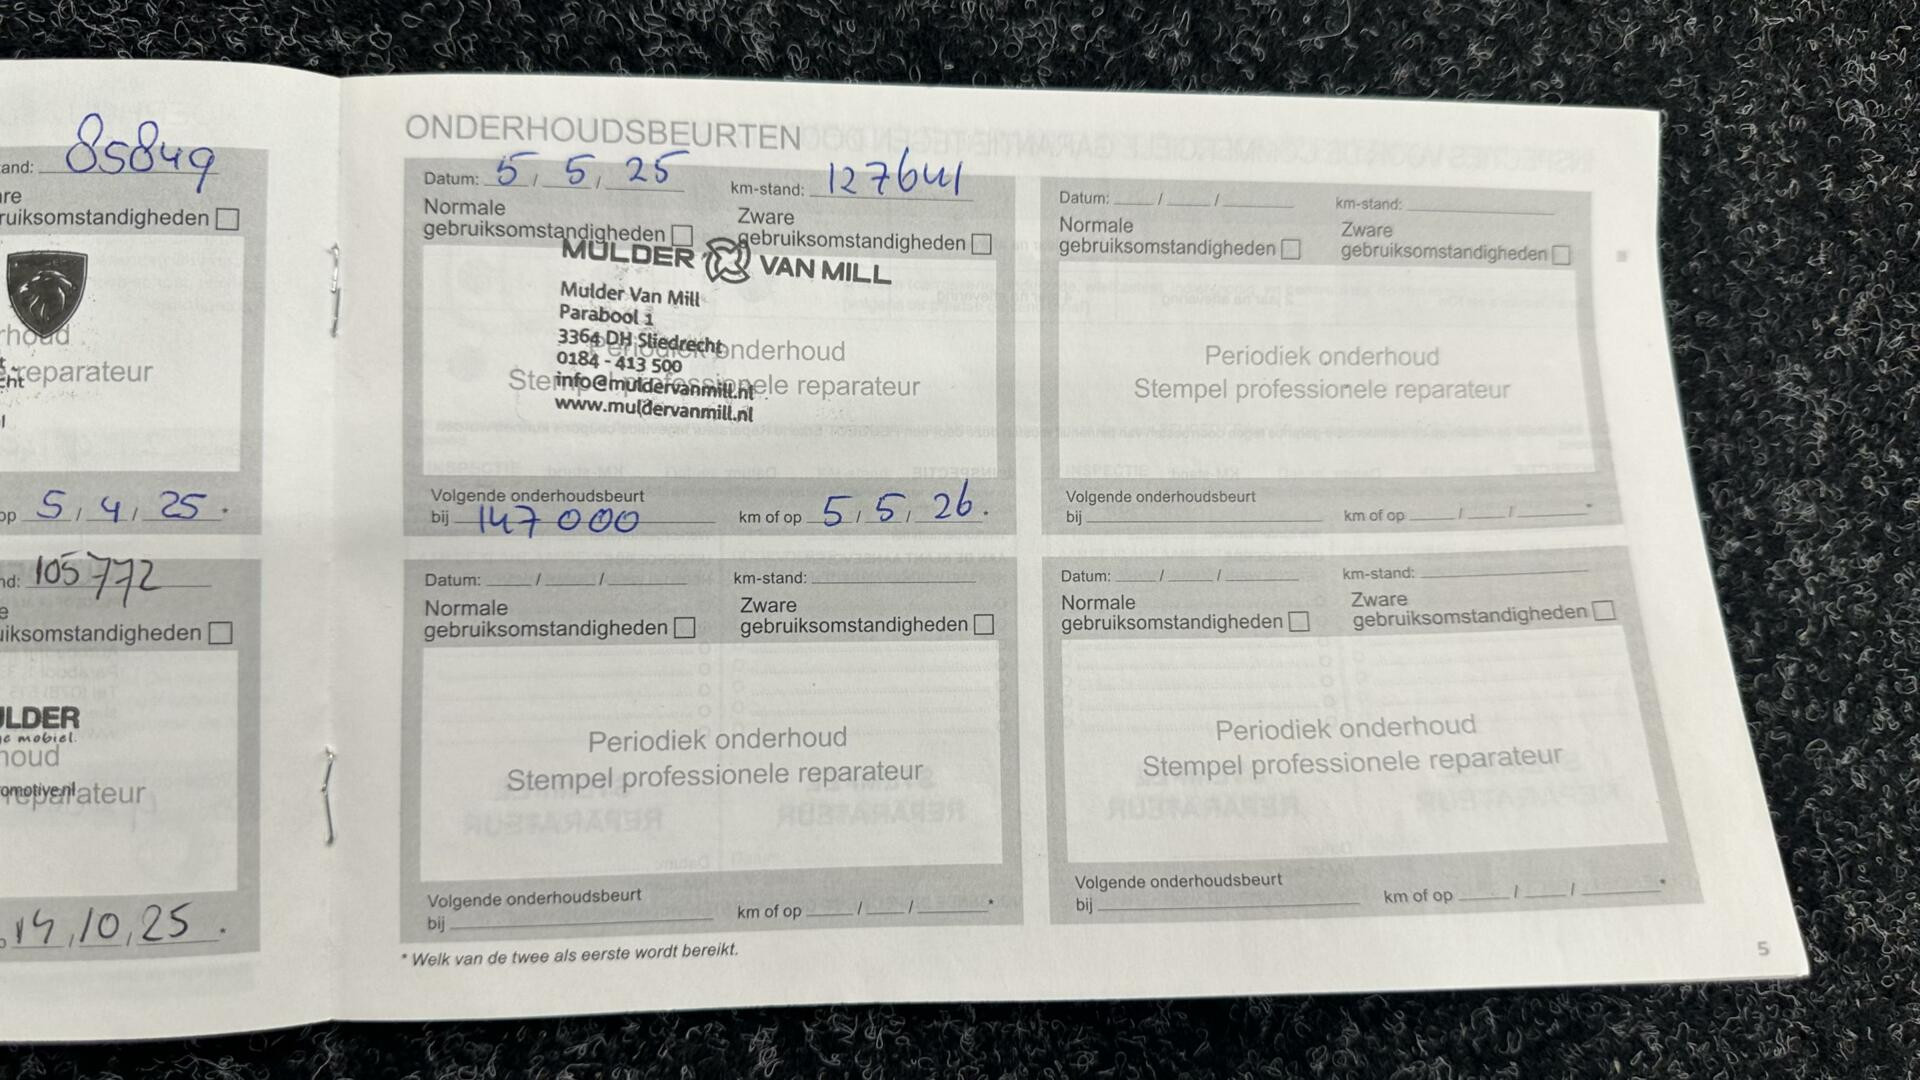 and: 85849
re
ruiksomstandigheden
rhoud
reparateur
op 5 / 4 / 25 .
nd: 105772
e
uiksomstandigheden
ULDER
mobiel.
houd
omotive.nl
reparateur
14 / 10 / 25 .
ONDERHOUDSBEURTEN
Datum: 5 / 5 / 25 km-stand: 127641
Normale gebruiksomstandigheden
Zware gebruiksomstandigheden
MULDER VAN MILL
Mulder Van Mill
Parabool 1
3364 DH Sliedrecht
0184 - 413 500
info@muldervanmill.nl
www.muldervanmill.nl
Periodiek onderhoud
Stempel professionele reparateur
Volgende onderhoudsbeurt
bij 147 000 km of op 5 / 5 / 26 .
Datum: / / km-stand:
Normale gebruiksomstandigheden
Zware gebruiksomstandigheden
Periodiek onderhoud
Stempel professionele reparateur
Volgende onderhoudsbeurt
bij km of op / / *
Datum: / / km-stand:
Normale gebruiksomstandigheden
Zware gebruiksomstandigheden
Periodiek onderhoud
Stempel professionele reparateur
Volgende onderhoudsbeurt
bij km of op / / *
Datum: / / km-stand:
Normale gebruiksomstandigheden
Zware gebruiksomstandigheden
Periodiek onderhoud
Stempel professionele reparateur
Volgende onderhoudsbeurt
bij km of op / / *
* Welk van de twee als eerste wordt bereikt.
5